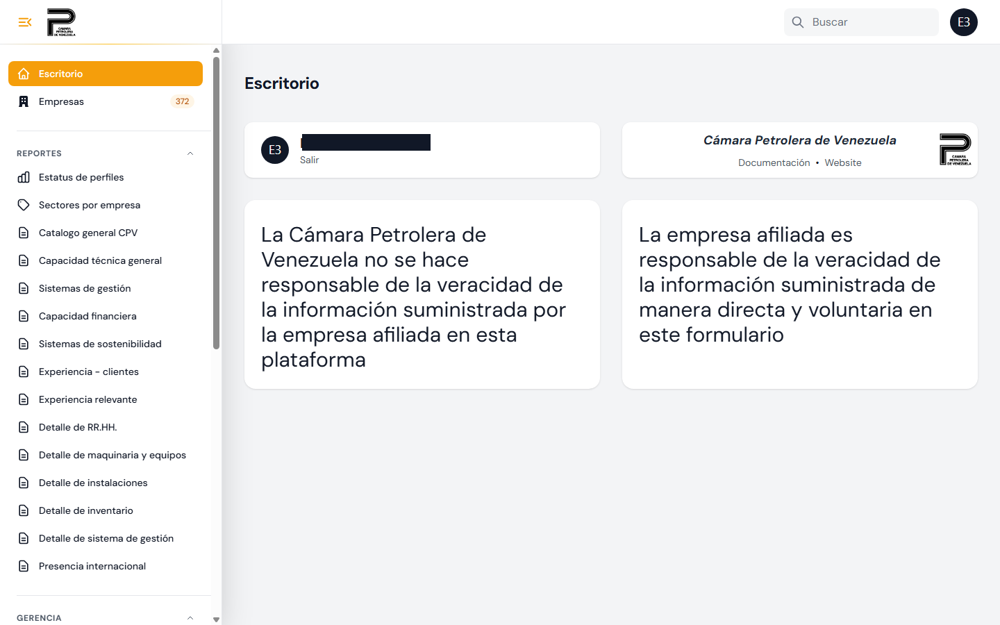 CAMARA
PETROLERA
DE VENEZUELA
Buscar
E3
Escritorio
Empresas
372
REPORTES
Estatus de perfiles
Sectores por empresa
Catalogo general CPV
Capacidad técnica general
Sistemas de gestión
Capacidad financiera
Sistemas de sostenibilidad
Experiencia - clientes
Experiencia relevante
Detalle de RR.HH.
Detalle de maquinaria y equipos
Detalle de instalaciones
Detalle de inventario
Detalle de sistema de gestión
Presencia internacional
GERENCIA
Escritorio
E3
Salir
Cámara Petrolera de Venezuela
Documentación • Website
CAMARA
PETROLERA
DE VENEZUELA
La Cámara Petrolera de
Venezuela no se hace
responsable de la veracidad de
la información suministrada por
la empresa afiliada en esta
plataforma
La empresa afiliada es
responsable de la veracidad de
la información suministrada de
manera directa y voluntaria en
este formulario